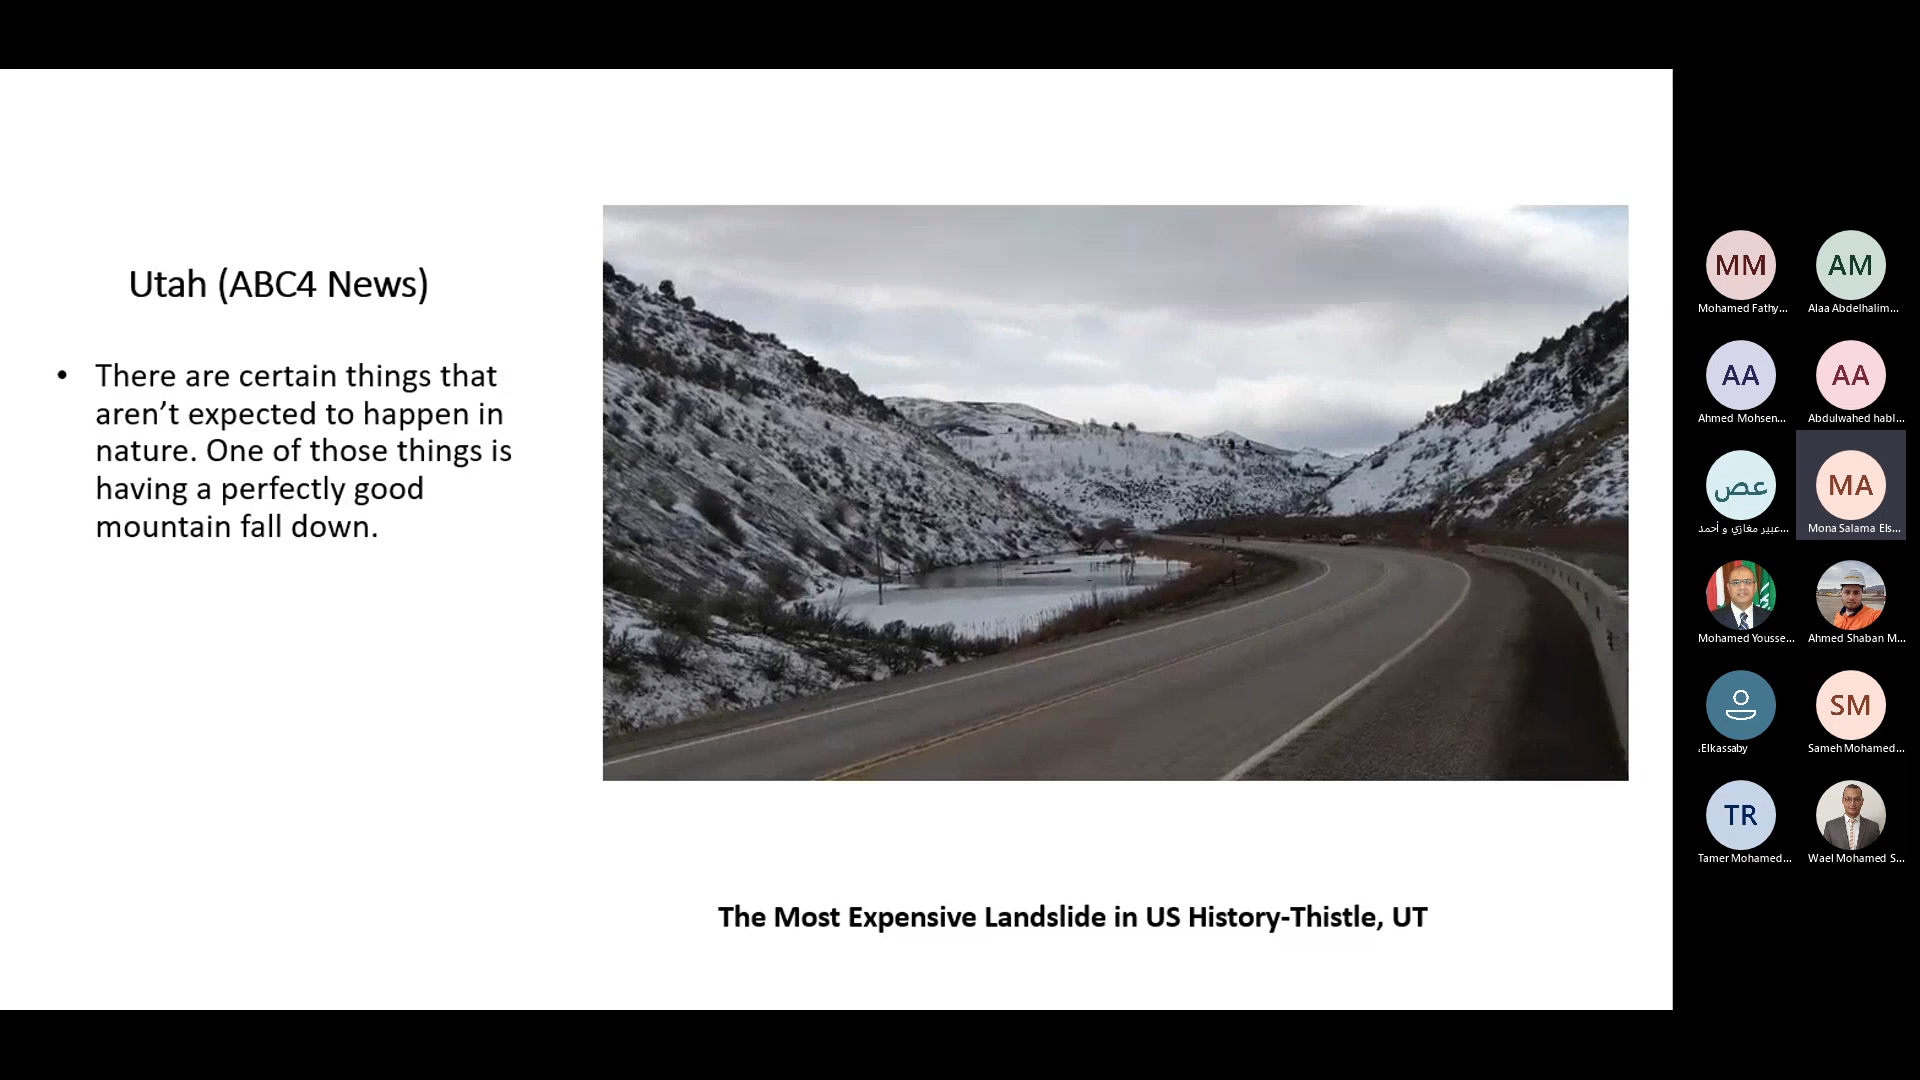 Utah (ABC4 News)
• There are certain things that
aren’t expected to happen in
nature. One of those things is
having a perfectly good
mountain fall down.
The Most Expensive Landslide in US History-Thistle, UT
MM
AM
Mohamed Fathy...
Alaa Abdelhalim...
AA
AA
Ahmed Mohsen...
Abdulwahed habl...
عص
MA
عبير مغازي و أحمد...
Mona Salama Els...
Mohamed Yousse...
Ahmed Shaban M...
SM
.Elkassaby
Sameh Mohamed...
TR
Tamer Mohamed...
Wael Mohamed S...